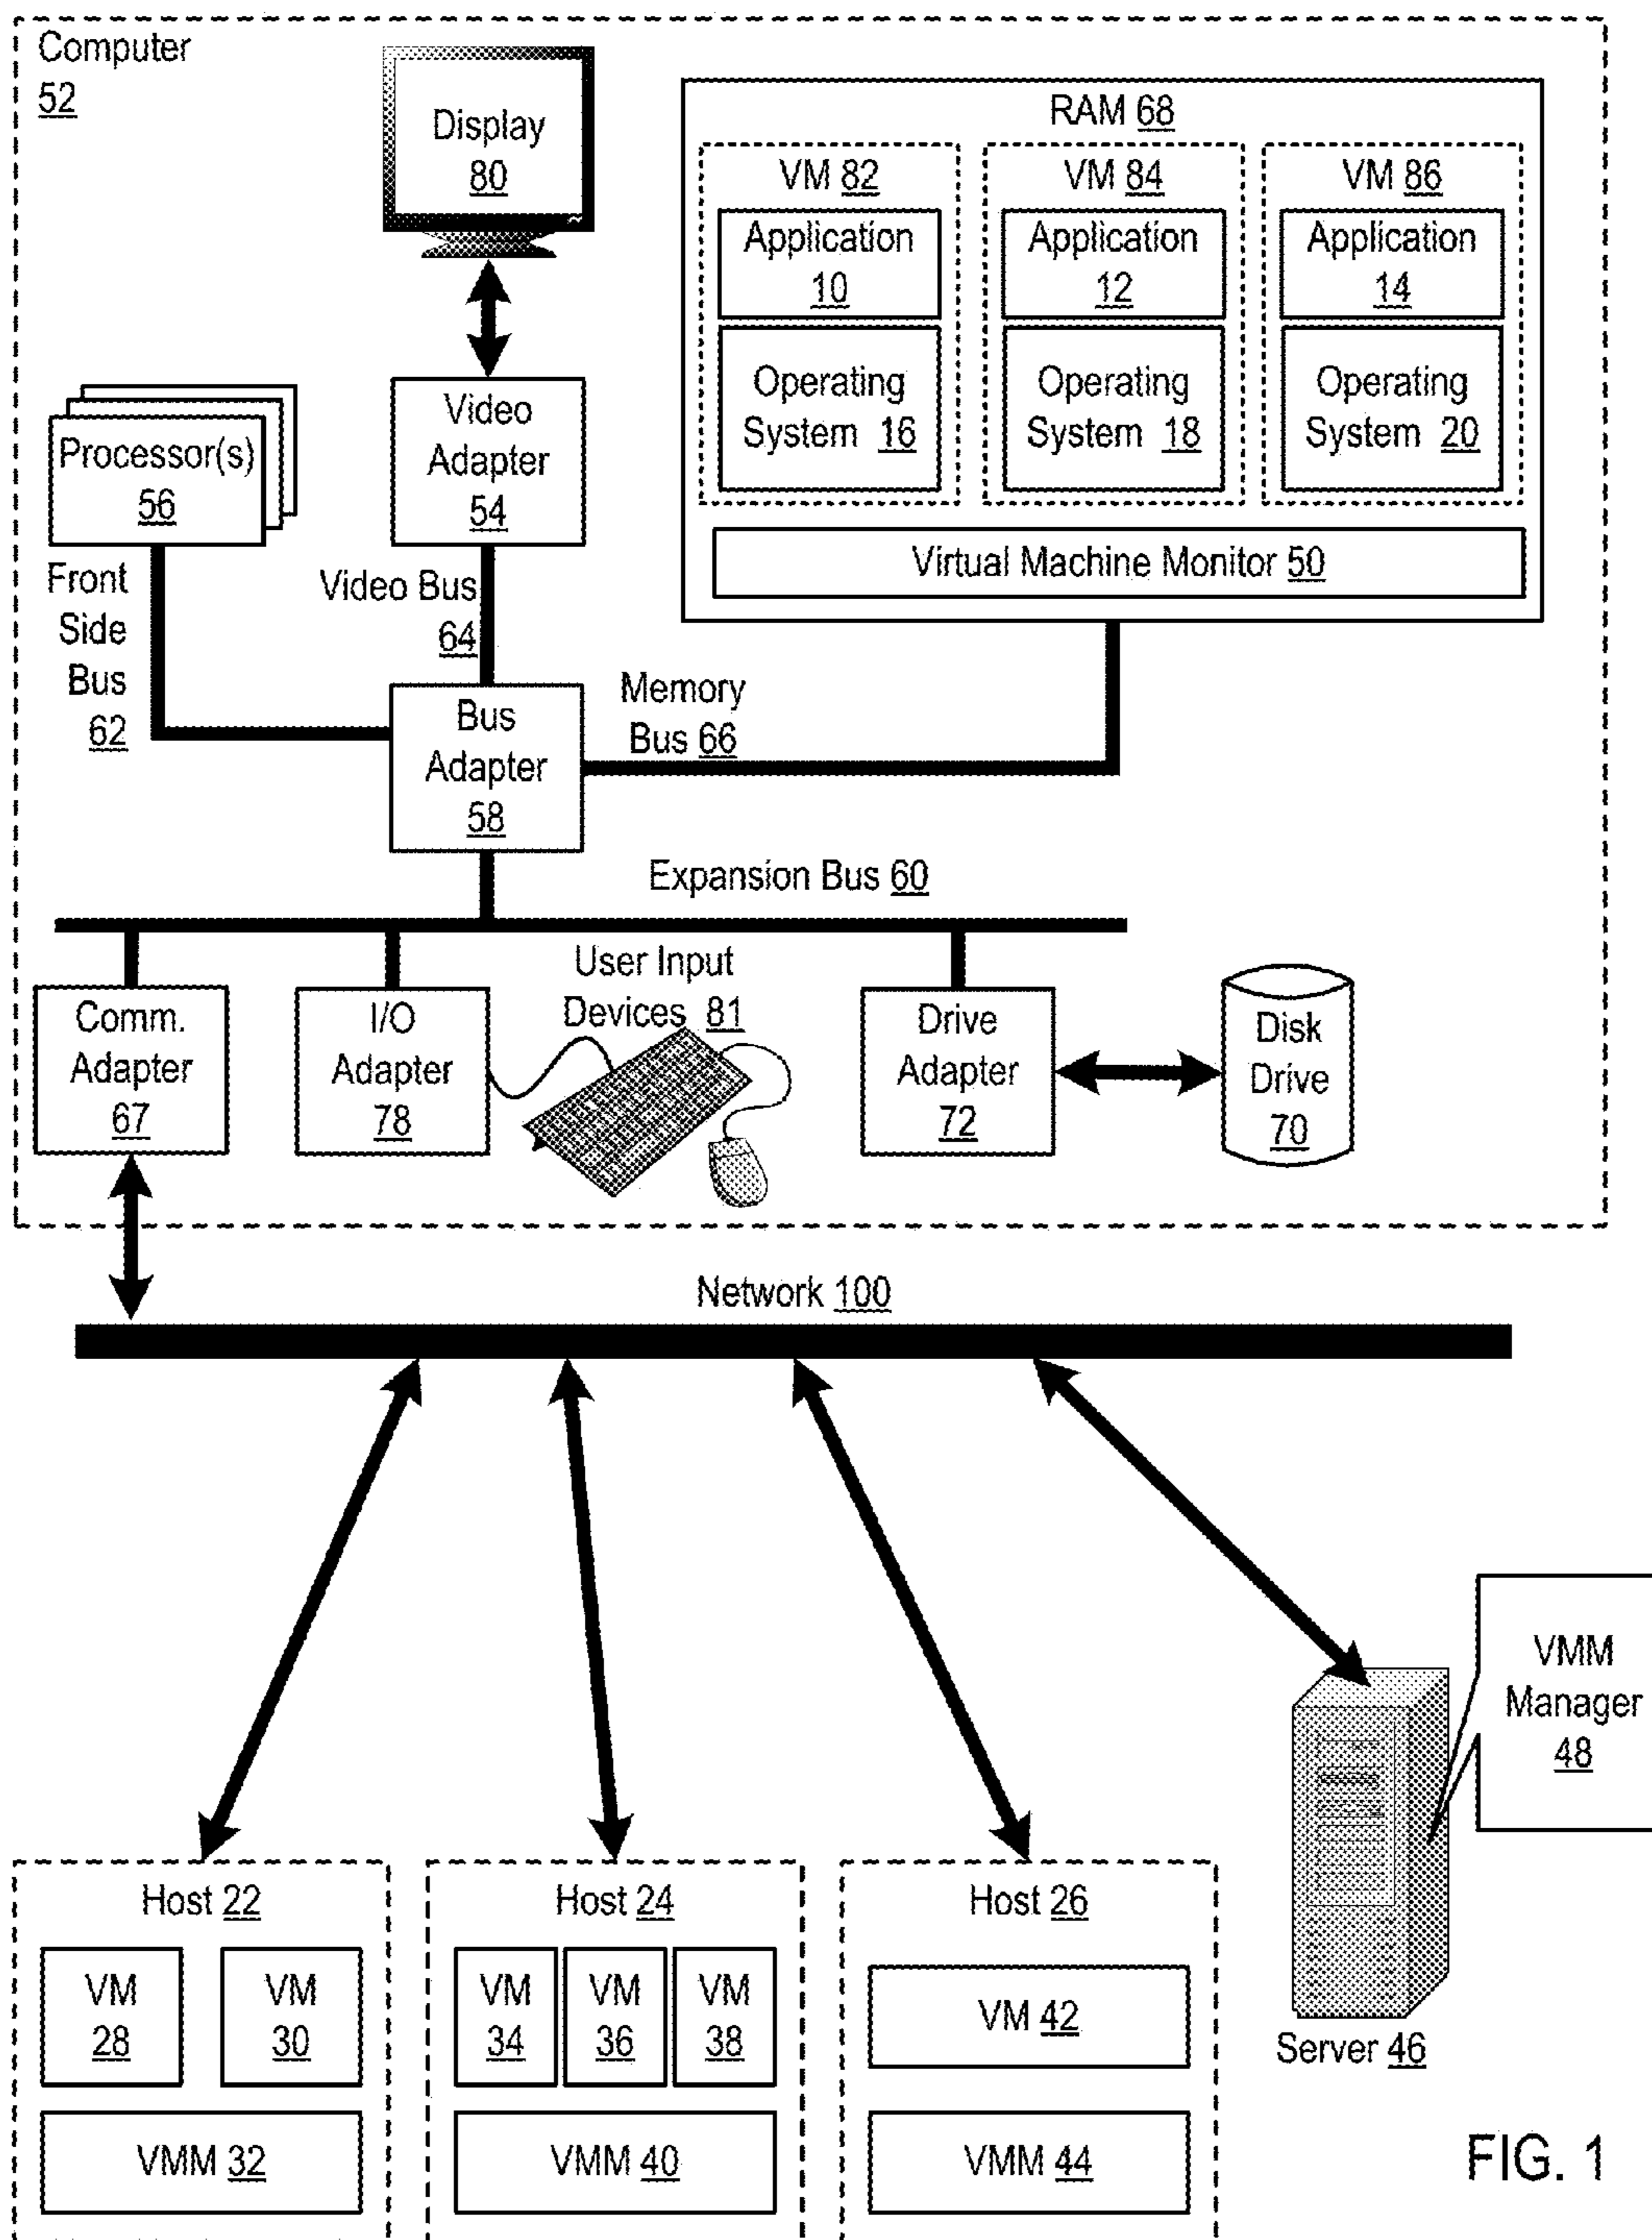 Computer
52
Display
80
RAM 68
VM 82
Application
10
Operating
System 16
VM 84
Application
12
Operating
System 18
VM 86
Application
14
Operating
System 20
Virtual Machine Monitor 50
Processor(s)
56
Video
Adapter
54
Front
Side
Bus
62
Video Bus
64
Bus
Adapter
58
Memory
Bus 66
Expansion Bus 60
Comm.
Adapter
67
I/O
Adapter
78
User Input
Devices 81
Drive
Adapter
72
Disk
Drive
70
Network 100
VMM
Manager
48
Server 46
Host 22
VM
28
VM
30
VMM 32
Host 24
VM
34
VM
36
VM
38
VMM 40
Host 26
VM 42
VMM 44
FIG. 1